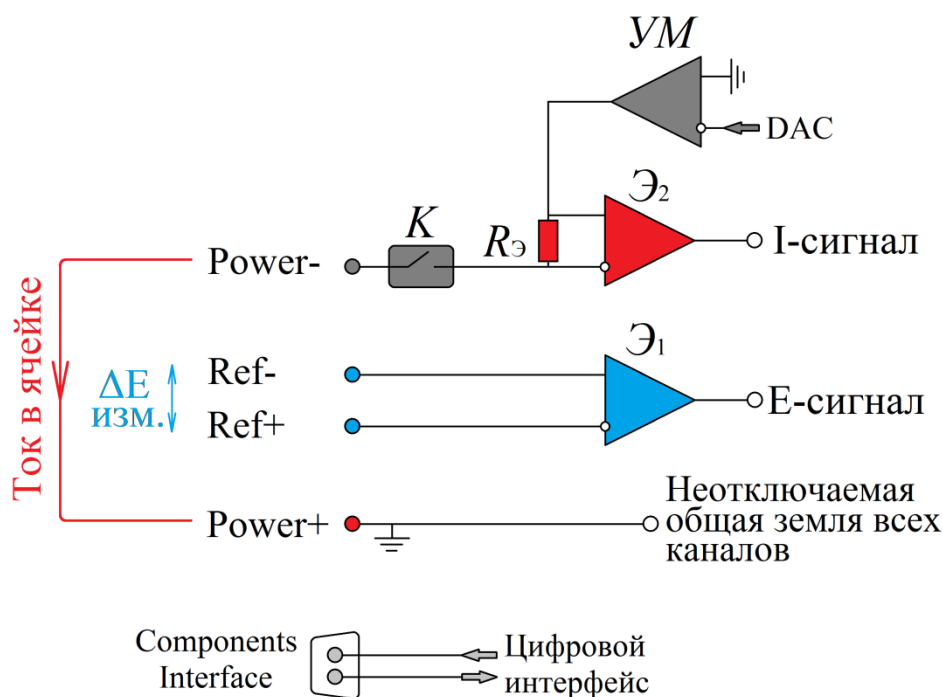 УМ
DAC
Э2
K
RЭ
I-сигнал
Power-
Ток в ячейке
Э1
ΔE
изм.
Ref-
Ref+
E-сигнал
Неотключаемая
общая земля всех
каналов
Power+
Components
Interface
Цифровой
интерфейс